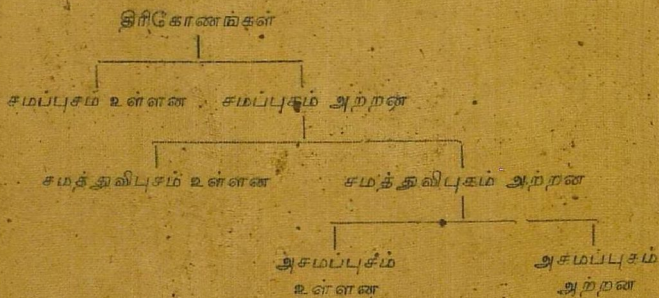 திரிகோணங்கள்
சமப்புசம் உள்ளன சமப்புசம் அற்றன
சமத்துவிபுசம் உள்ளன சமத்துவிபுசம் அற்றன
அசமப்புசம் அசமப்புசம்
உள்ளன அற்றன